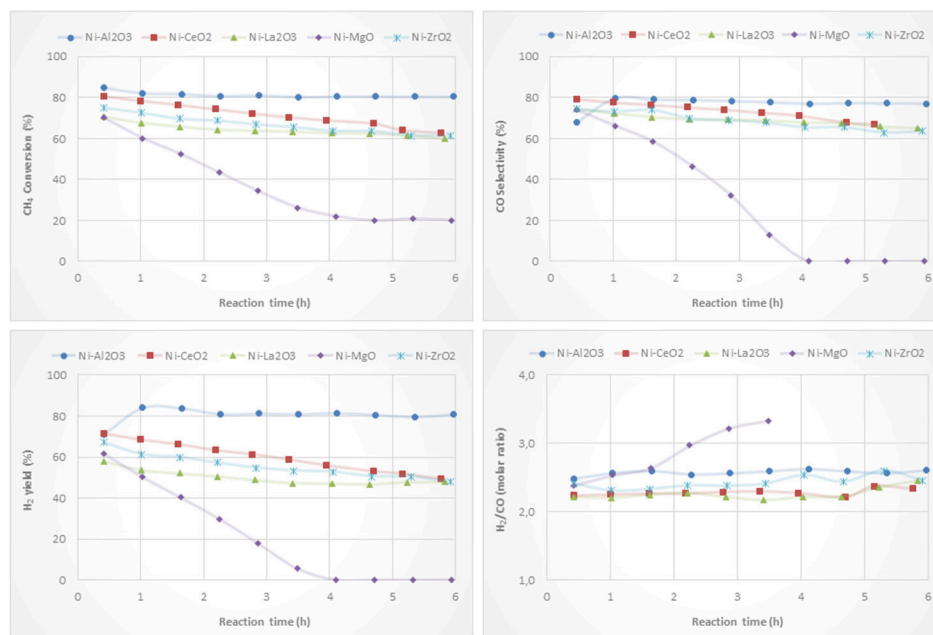 Ni-Al2O3 Ni-CeO2 Ni-La2O3 Ni-MgO Ni-ZrO2
100
80
60
40
20
0
0 1 2 3 4 5 6
CH4 Conversion (%)
Reaction time (h)
Ni-Al2O3 Ni-CeO2 Ni-La2O3 Ni-MgO Ni-ZrO2
100
80
60
40
20
0
0 1 2 3 4 5 6
CO Selectivity (%)
Reaction time (h)
Ni-Al2O3 Ni-CeO2 Ni-La2O3 Ni-MgO Ni-ZrO2
100
80
60
40
20
0
0 1 2 3 4 5 6
H2 yield (%)
Reaction time (h)
Ni-Al2O3 Ni-CeO2 Ni-La2O3 Ni-MgO Ni-ZrO2
4,0
3,0
2,0
1,0
0 1 2 3 4 5 6
H2/CO (molar ratio)
Reaction time (h)